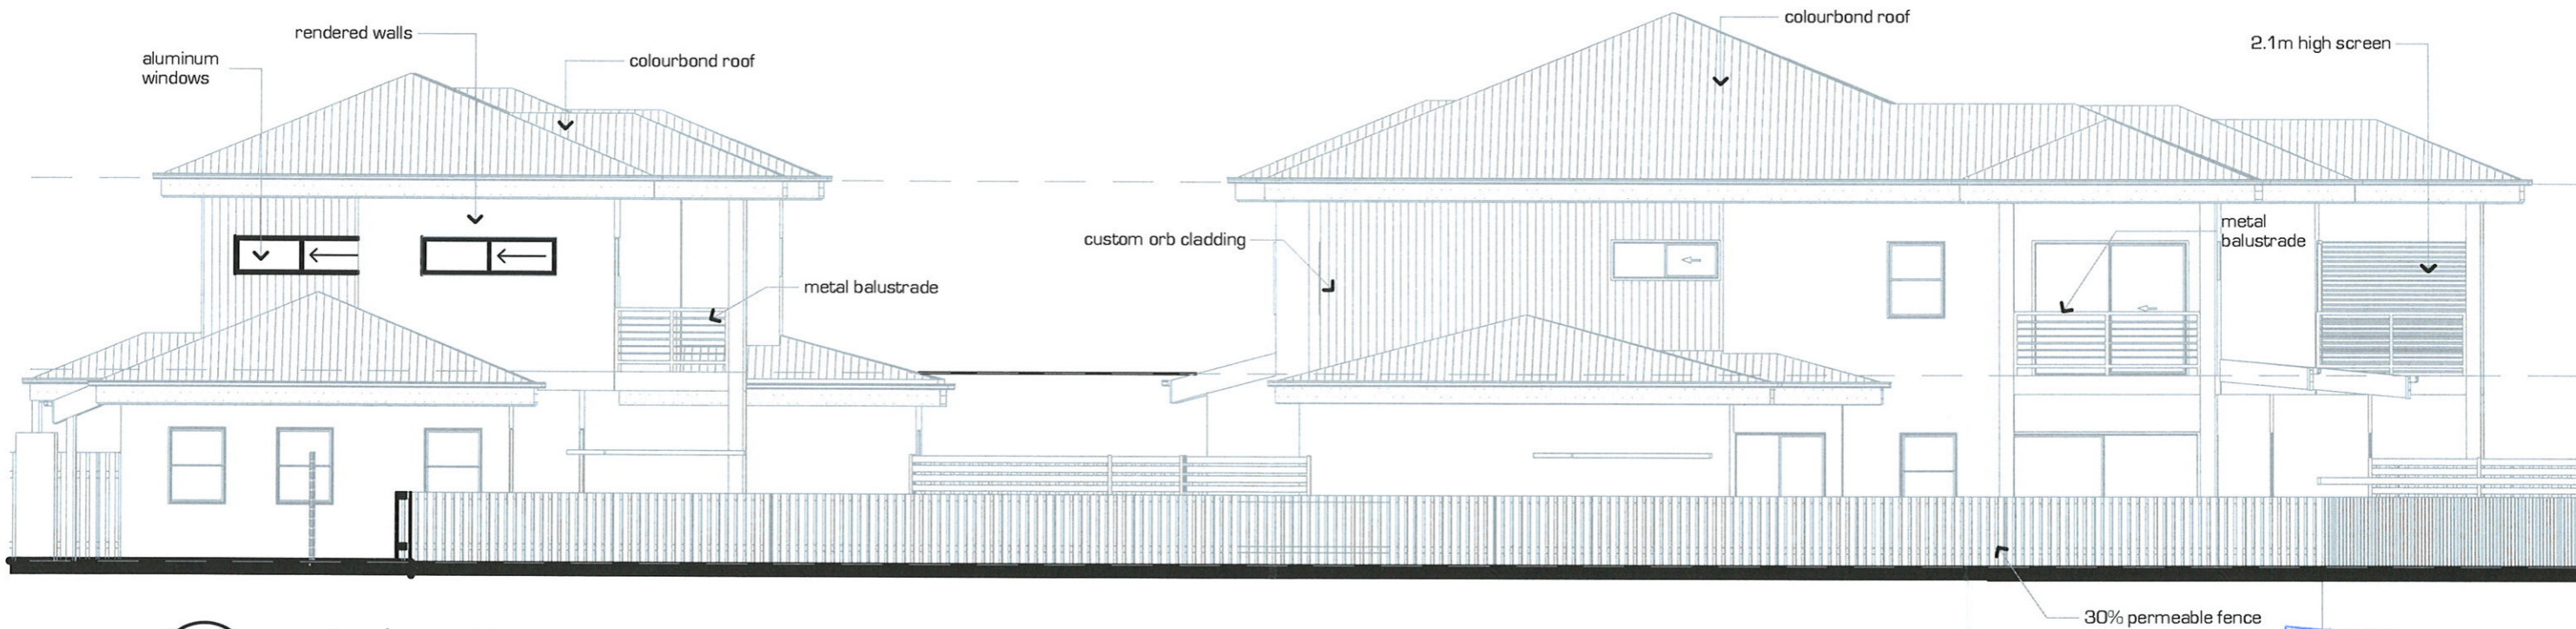 rendered walls
aluminum
windows
colourbond roof
metal balustrade
colourbond roof
2.1m high screen
custom orb cladding
metal
balustrade
30% permeable fence